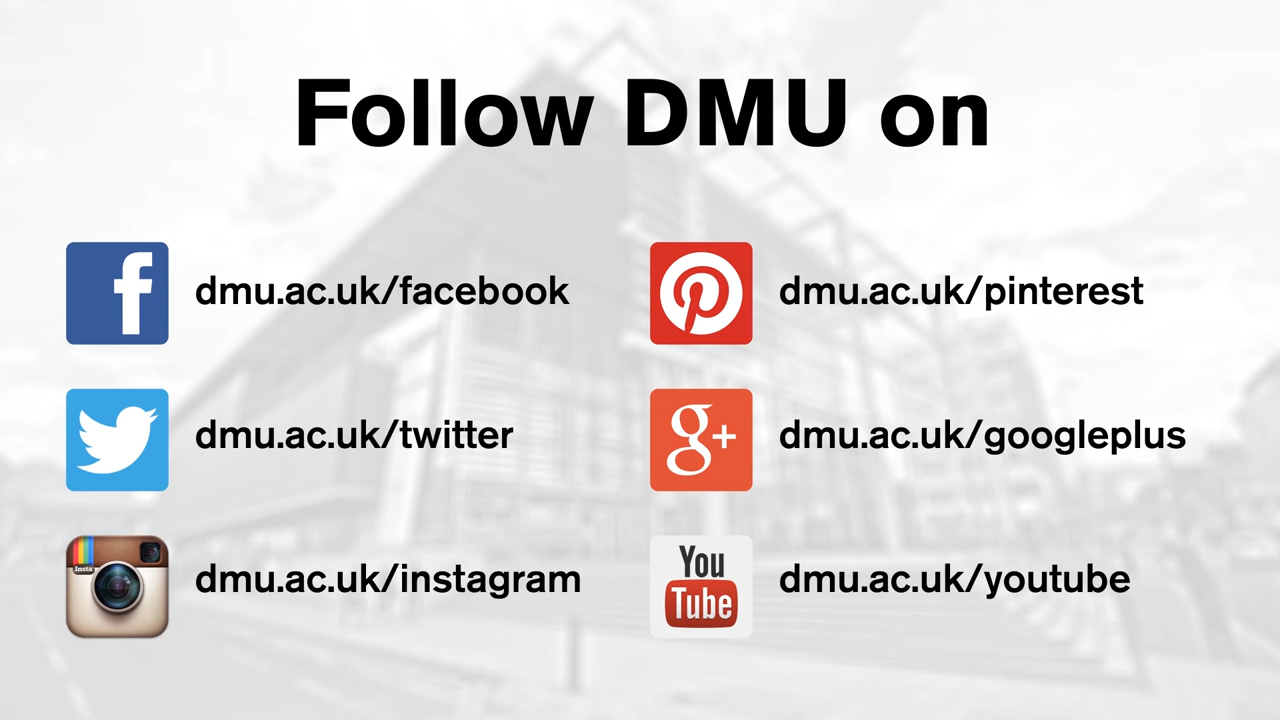 Follow DMU on
dmu.ac.uk/facebook
dmu.ac.uk/twitter
Insta
dmu.ac.uk/instagram
dmu.ac.uk/pinterest
g+
dmu.ac.uk/googleplus
You
Tube
dmu.ac.uk/youtube